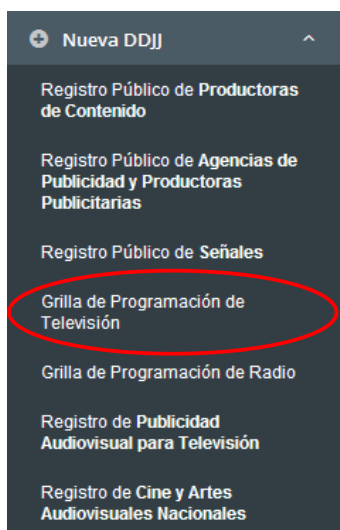 Nueva DDJJ
Registro Público de Productoras
de Contenido
Registro Público de Agencias de
Publicidad y Productoras
Publicitarias
Registro Público de Señales
Grilla de Programación de
Televisión
Grilla de Programación de Radio
Registro de Publicidad
Audiovisual para Televisión
Registro de Cine y Artes
Audiovisuales Nacionales